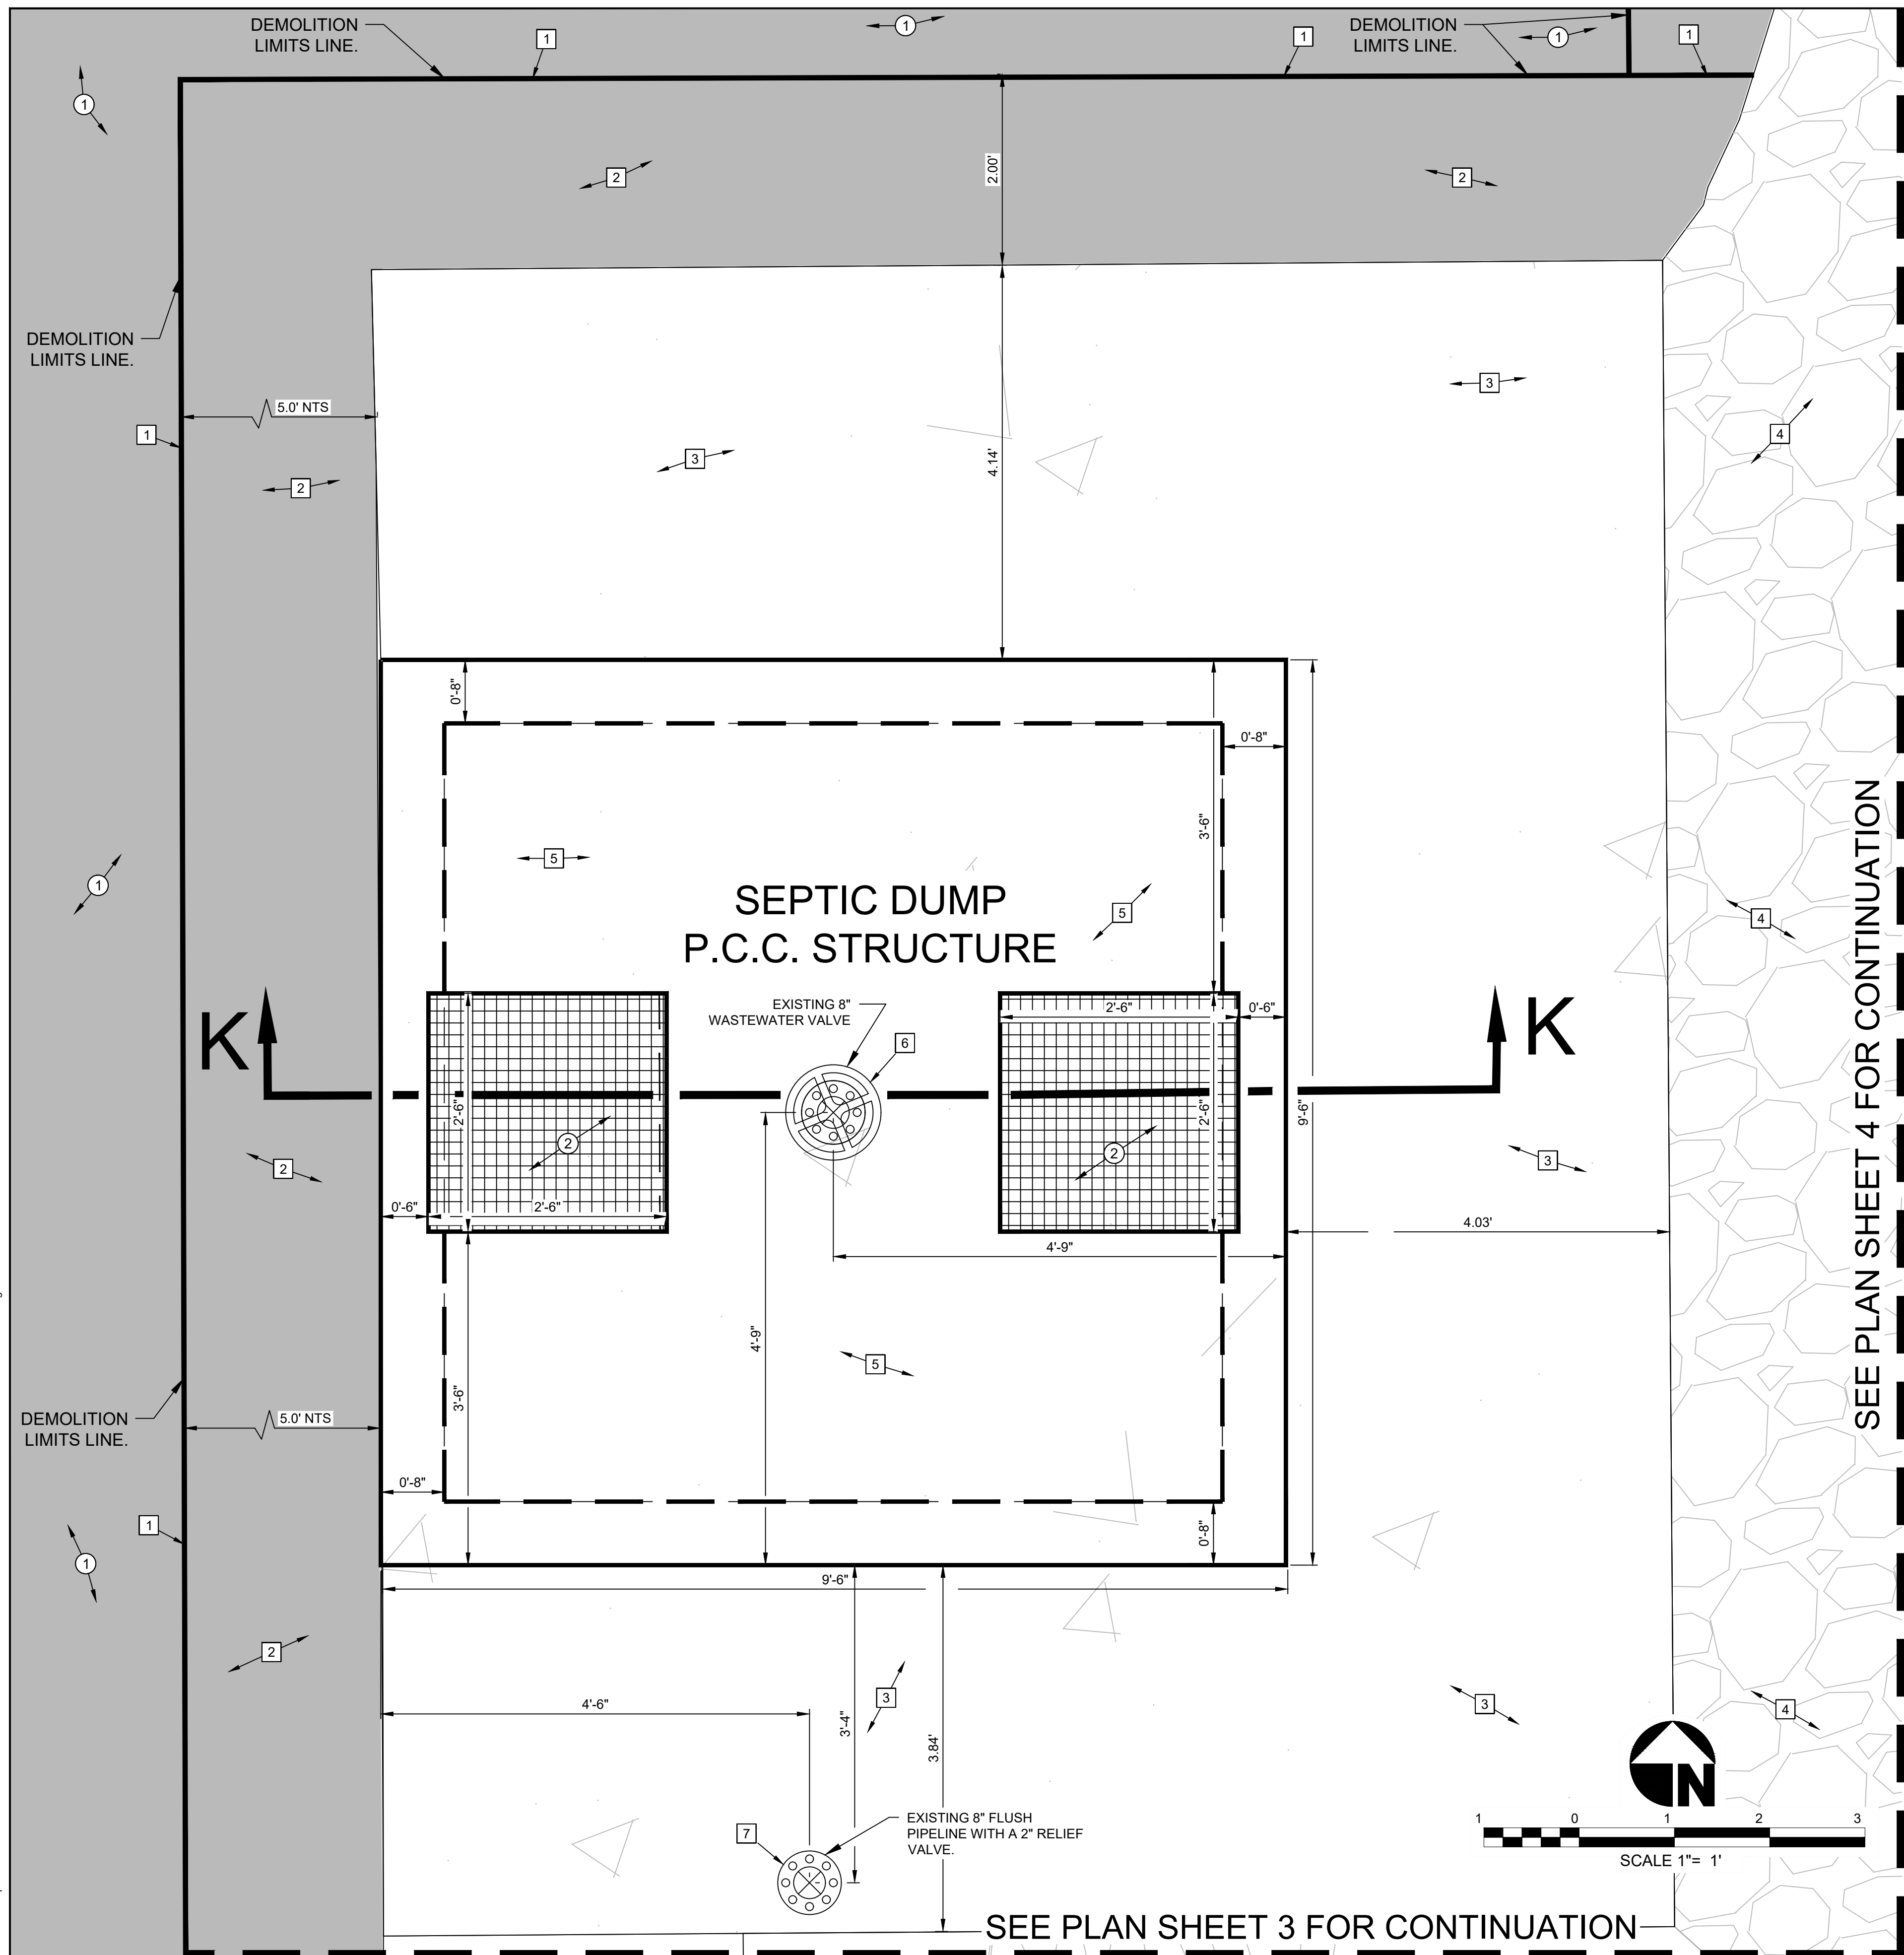 DEMOLITION
LIMITS LINE.
1
1
1
DEMOLITION
LIMITS LINE.
1
1
1
2.00'
2
2
DEMOLITION
LIMITS LINE.
5.0' NTS
1
2
3
4.14'
3
4
0'-8"
0'-8"
3'-6"
5
1
SEPTIC DUMP
P.C.C. STRUCTURE
5
4
SEE PLAN SHEET 4 FOR CONTINUATION
K
EXISTING 8"
WASTEWATER VALVE
6
2'-6"
0'-6"
K
2'-6"
2'-6"
9'-6"
2
2
2
3
0'-6"
2'-6"
4.03'
4'-9"
4'-9"
5
3'-6"
DEMOLITION
LIMITS LINE.
5.0' NTS
0'-8"
0'-8"
1
1
9'-6"
2
4'-6"
3
3'-4"
3.84'
3
4
N
7
EXISTING 8" FLUSH
PIPELINE WITH A 2" RELIEF
VALVE.
1 0 1 2 3
SCALE 1"= 1'
SEE PLAN SHEET 3 FOR CONTINUATION